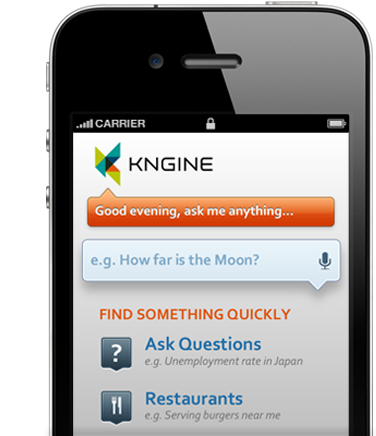 CARRIER
KNGINE
Good evening, ask me anything...
e.g. How far is the Moon?
FIND SOMETHING QUICKLY
?
Ask Questions
e.g. Unemployment rate in Japan
Restaurants
e.g. Serving burgers near me